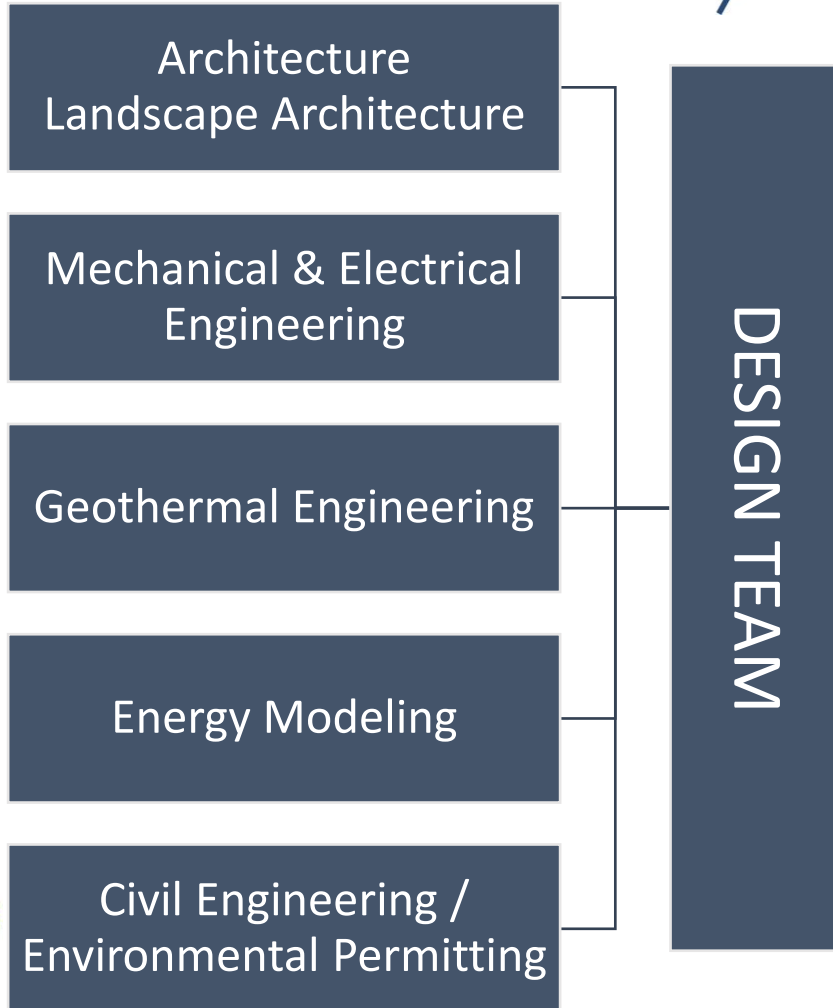 Architecture
Landscape Architecture
Mechanical & Electrical
Engineering
Geothermal Engineering
Energy Modeling
Civil Engineering /
Environmental Permitting
DESIGN TEAM